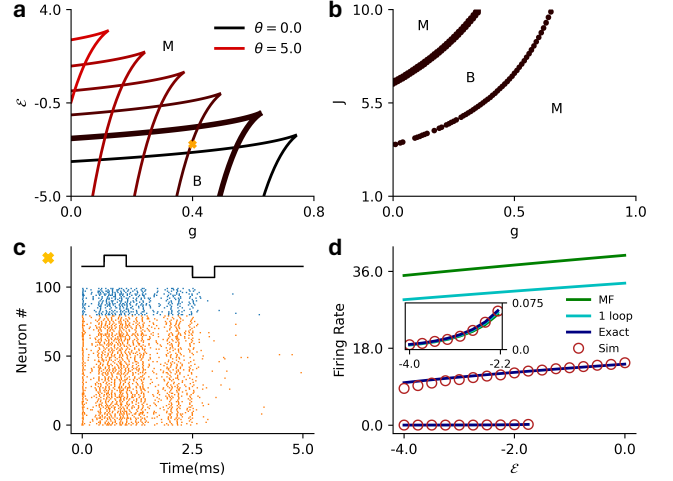 a
4.0
-0.5
-5.0
ℰ
0.0
0.4
0.8
g
M
B
θ = 0.0
θ = 5.0
b
10.0
5.5
1.0
J
0.0
0.5
1.0
g
M
B
M
c
100
50
0
Neuron #
0.0
2.5
5.0
Time(ms)
d
36.0
18.0
0.0
Firing Rate
-4.0
-2.0
0.0
ℰ
0.075
0.0
-4.0
-2.2
MF
1 loop
Exact
Sim